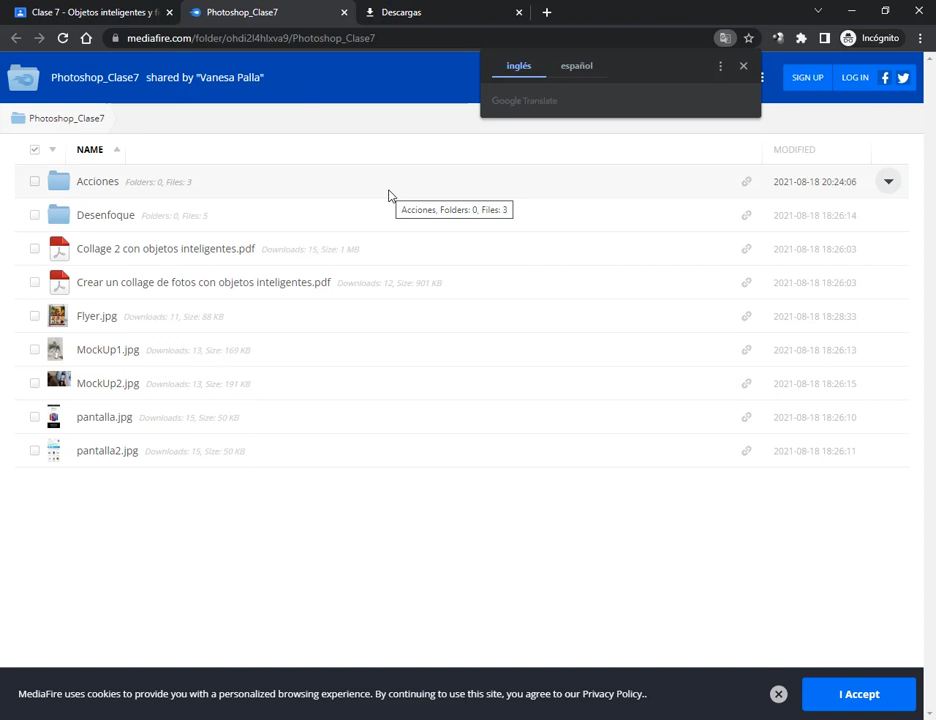 Clase 7 - Objetos inteligentes y f
Photoshop_Clase7
Descargas
mediafire.com/folder/ohdi2l4hlxva9/Photoshop_Clase7
Incógnito
Photoshop_Clase7 shared by "Vanesa Palla"
inglés
español
Google Translate
SIGN UP
LOG IN
Photoshop_Clase7
NAME
MODIFIED
Acciones Folders: 0, Files: 3 2021-08-18 20:24:06
Acciones, Folders: 0, Files: 3
Desenfoque Folders: 0, Files: 5 2021-08-18 18:26:14
Collage 2 con objetos inteligentes.pdf Downloads: 15, Size: 1 MB 2021-08-18 18:26:03
Crear un collage de fotos con objetos inteligentes.pdf Downloads: 12, Size: 901 KB 2021-08-18 18:26:03
Flyer.jpg Downloads: 11, Size: 88 KB 2021-08-18 18:28:33
MockUp1.jpg Downloads: 13, Size: 169 KB 2021-08-18 18:26:13
MockUp2.jpg Downloads: 13, Size: 191 KB 2021-08-18 18:26:15
pantalla.jpg Downloads: 15, Size: 50 KB 2021-08-18 18:26:10
pantalla2.jpg Downloads: 15, Size: 50 KB 2021-08-18 18:26:11
MediaFire uses cookies to provide you with a personalized browsing experience. By continuing to use this site, you agree to our Privacy Policy..
I Accept